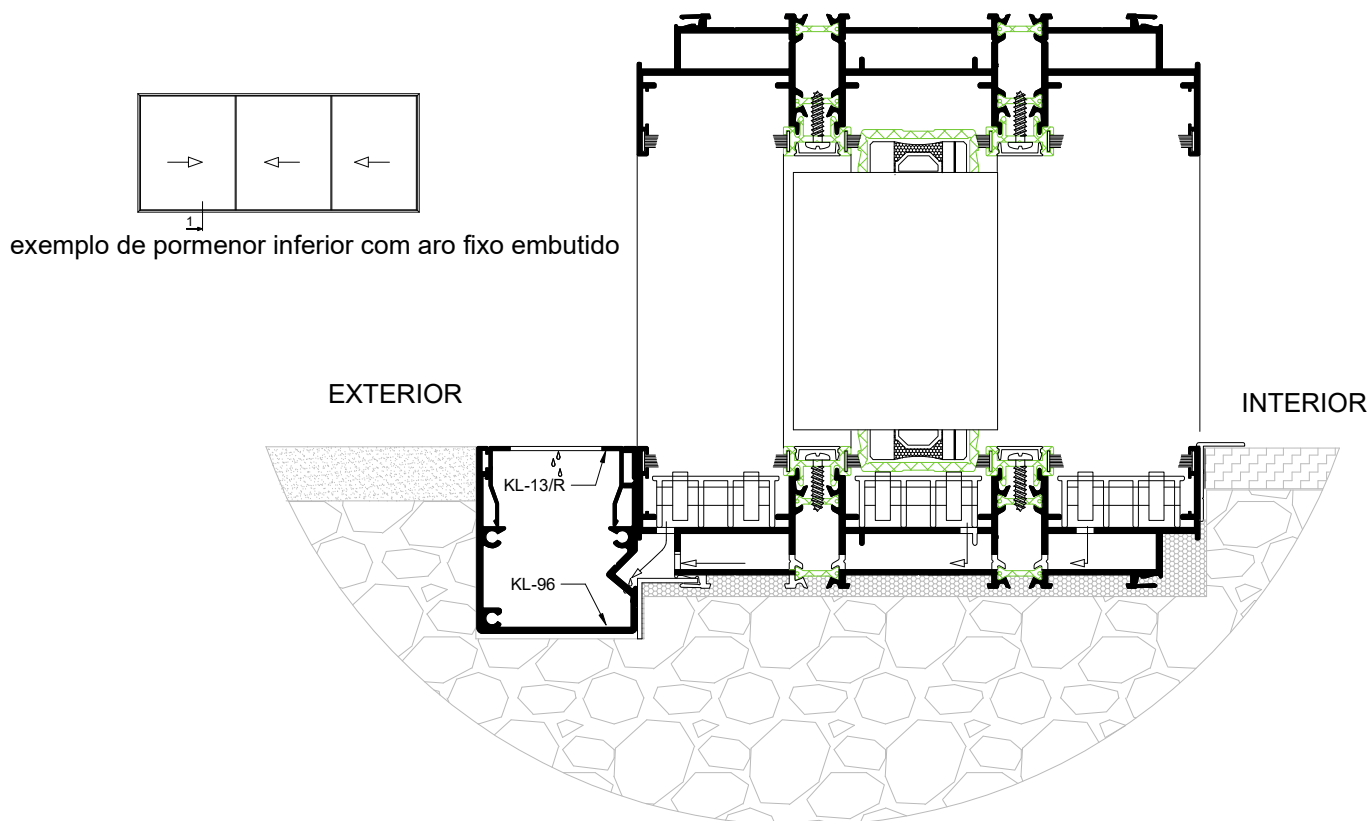 1
exemplo de pormenor inferior com aro fixo embutido
EXTERIOR
INTERIOR
KL-13/R
KL-96